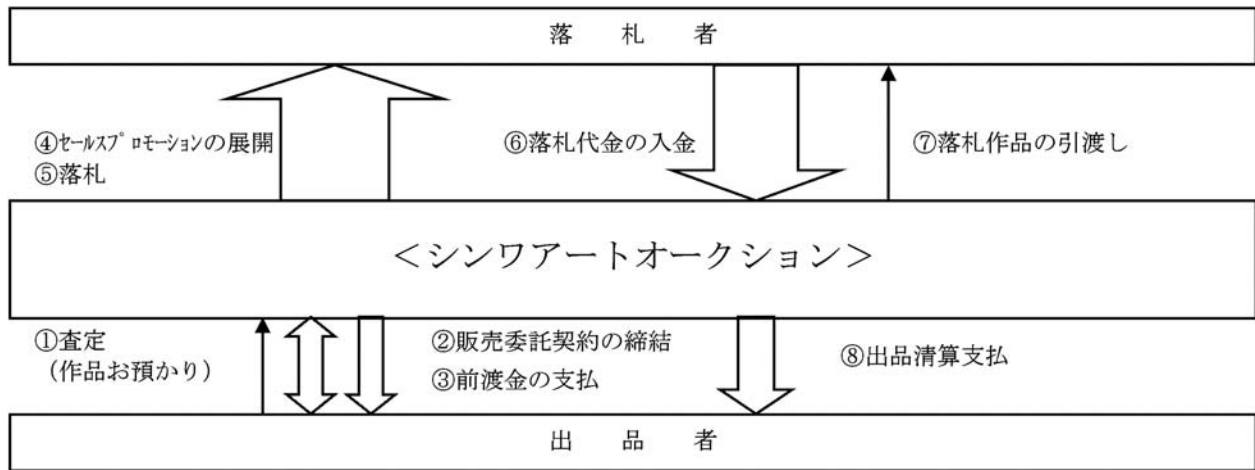 落 札 者
④ｾｰﾙｽﾌﾟﾛﾓｰｼｮﾝの展開
⑤落札
⑥落札代金の入金
⑦落札作品の引渡し
＜シンワアートオークション＞
①査定
（作品お預かり）
②販売委託契約の締結
③前渡金の支払
⑧出品清算支払
出 品 者